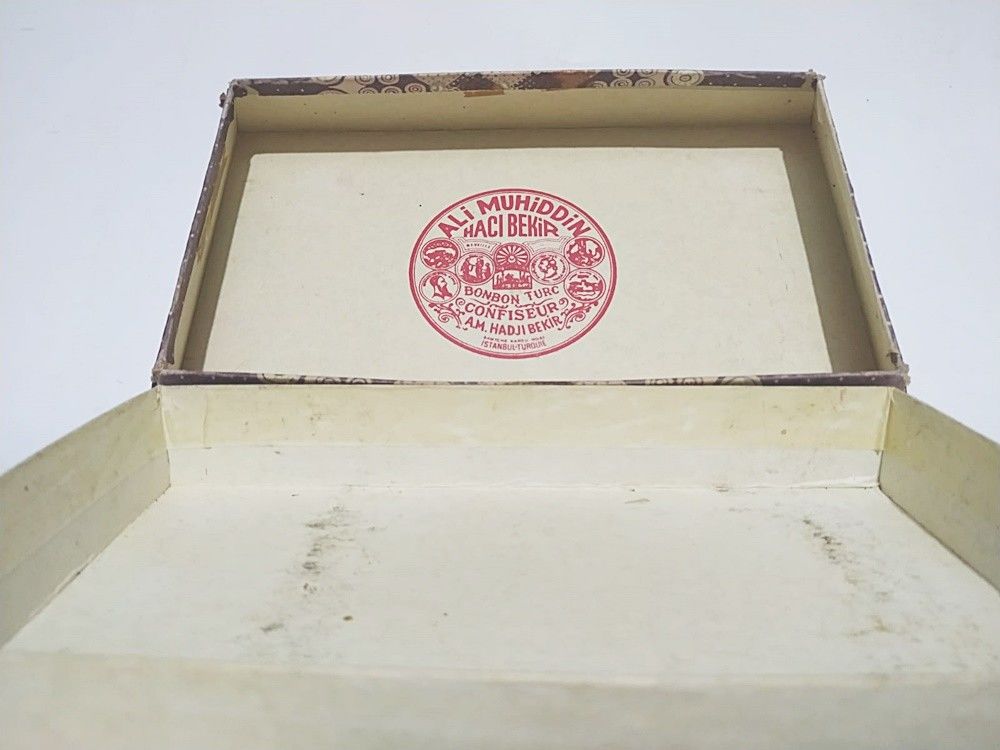 ALi MUHiDDiN
HACI BEKiR
BONBON TURC
CONFISEUR
A.M. HADJI BEKiR
ISTANBUL-TURQUIE